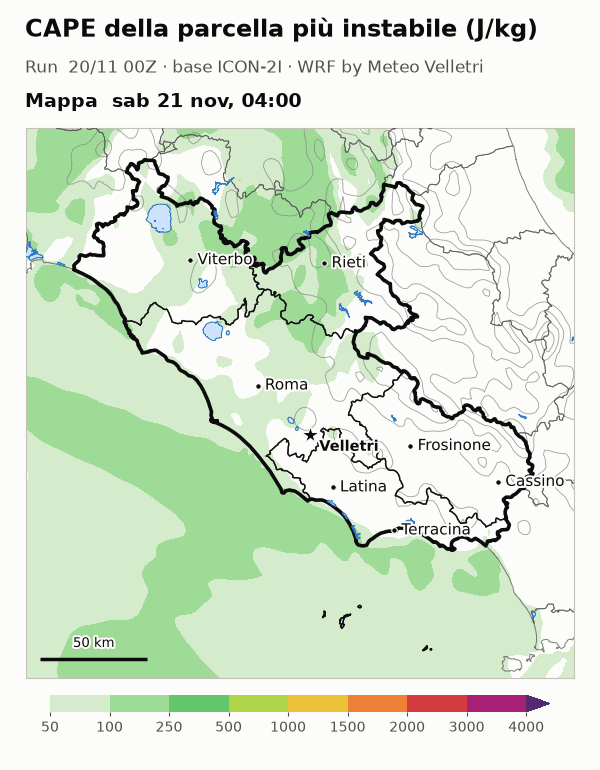 CAPE della parcella più instabile (J/kg)
Run  20/11 00Z · base ICON-2I · WRF by Meteo Velletri
Mappa  sab 21 nov, 04:00
Viterbo
Rieti
Roma
Velletri
Frosinone
Latina
Cassino
Terracina
50 km
50 100 250 500 1000 1500 2000 3000 4000